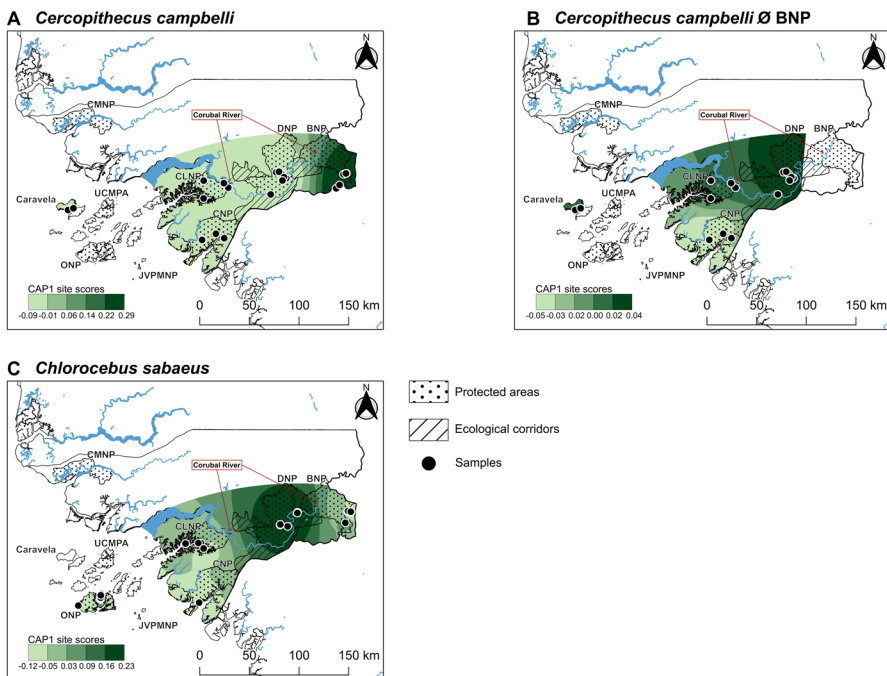 A Cercopithecus campbelli
N
CMNP
Corubal River
DNP
BNP
CLNP
UCMPA
Caravela
CNP
ONP
JVPMNP
CAP1 site scores
-0.09 -0.01 0.06 0.14 0.22 0.29
0 50 100 150 km
B Cercopithecus campbelli Ø BNP
N
CMNP
Corubal River
DNP
BNP
CLNP
UCMPA
Caravela
CNP
ONP
JVPMNP
CAP1 site scores
-0.05 -0.03 0.02 0.00 0.02 0.04
0 50 100 150 km
C Chlorocebus sabaeus
N
CMNP
Corubal River
DNP
BNP
CLNP
UCMPA
Caravela
CNP
ONP
JVPMNP
CAP1 site scores
-0.12 -0.05 0.03 0.09 0.16 0.23
0 50 100 150 km
Protected areas
Ecological corridors
Samples